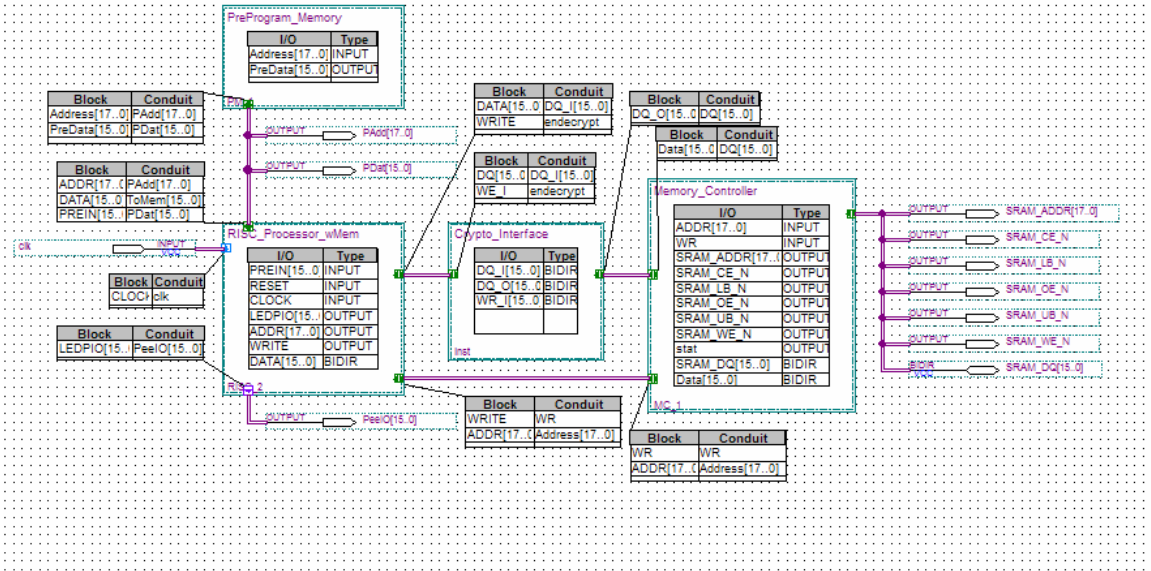 PreProgram_Memory
I/O Type
Address[17..0] INPUT
PreData[15..0] OUTPUT
Block Conduit
Address[17..0] PAdd[17..0]
PreData[15..0] PDat[15..0]
OUTPUT PAdd[17..0]
OUTPUT PDat[15..0]
Block Conduit
ADDR[17..0 PAdd[17..0]
DATA[15..0 ToMem[15..0]
PREIN[15.. PDat[15..0]
Block Conduit
DATA[15..0 DQ_I[15..0]
WRITE endecrypt
Block Conduit
DQ[15..0 DQ_I[15..0]
WE_I endecrypt
Block Conduit
DQ_O[15..0 DQ[15..0]
Block Conduit
Data[15..0 DQ[15..0]
clk INPUT
VCC
Block Conduit
CLOCK clk
Block Conduit
LEDPIO[15.. PeeIO[15..0]
RISC_Processor_wMem
I/O Type
PREIN[15..0 INPUT
RESET INPUT
CLOCK INPUT
LEDPIO[15.. OUTPUT
ADDR[17..0] OUTPUT
WRITE OUTPUT
DATA[15..0] BIDIR
RISC_2
OUTPUT PeeIO[15..0]
Crypto_Interface
I/O Type
DQ_I[15..0 BIDIR
DQ_O[15..0 BIDIR
WR_I[15..0 BIDIR
inst
Block Conduit
WRITE WR
ADDR[17..0 Address[17..0]
Memory_Controller
I/O Type
ADDR[17..0] INPUT
WR INPUT
SRAM_ADDR[17.. OUTPUT
SRAM_CE_N OUTPUT
SRAM_LB_N OUTPUT
SRAM_OE_N OUTPUT
SRAM_UB_N OUTPUT
SRAM_WE_N OUTPUT
stat OUTPUT
SRAM_DQ[15..0] BIDIR
Data[15..0] BIDIR
MC_1
Block Conduit
WR WR
ADDR[17..0 Address[17..0]
OUTPUT SRAM_ADDR[17..0]
OUTPUT SRAM_CE_N
OUTPUT SRAM_LB_N
OUTPUT SRAM_OE_N
OUTPUT SRAM_UB_N
OUTPUT SRAM_WE_N
BIDIR SRAM_DQ[15..0]
VCC